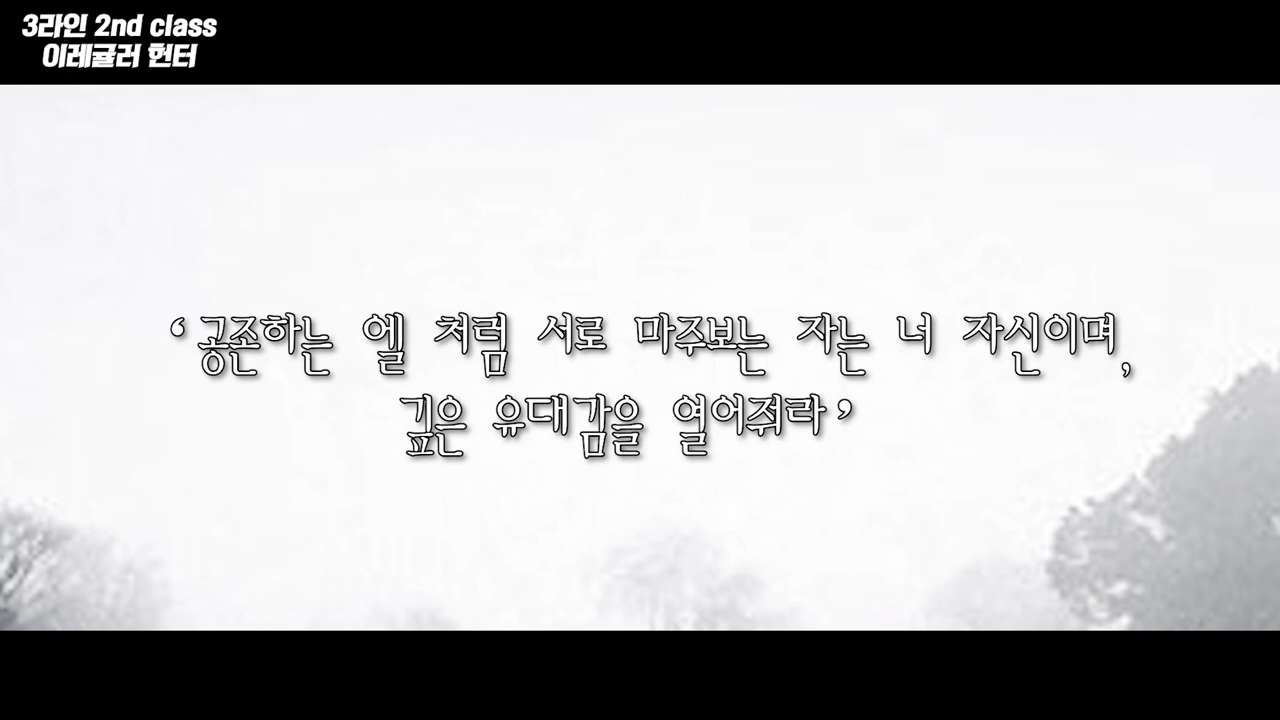 3라인 2nd class
이레귤러 헌터
‘공존하는 엘 처럼 서로 마주보는 자는 너 자신이며,
깊은 유대감을 열어줘라’